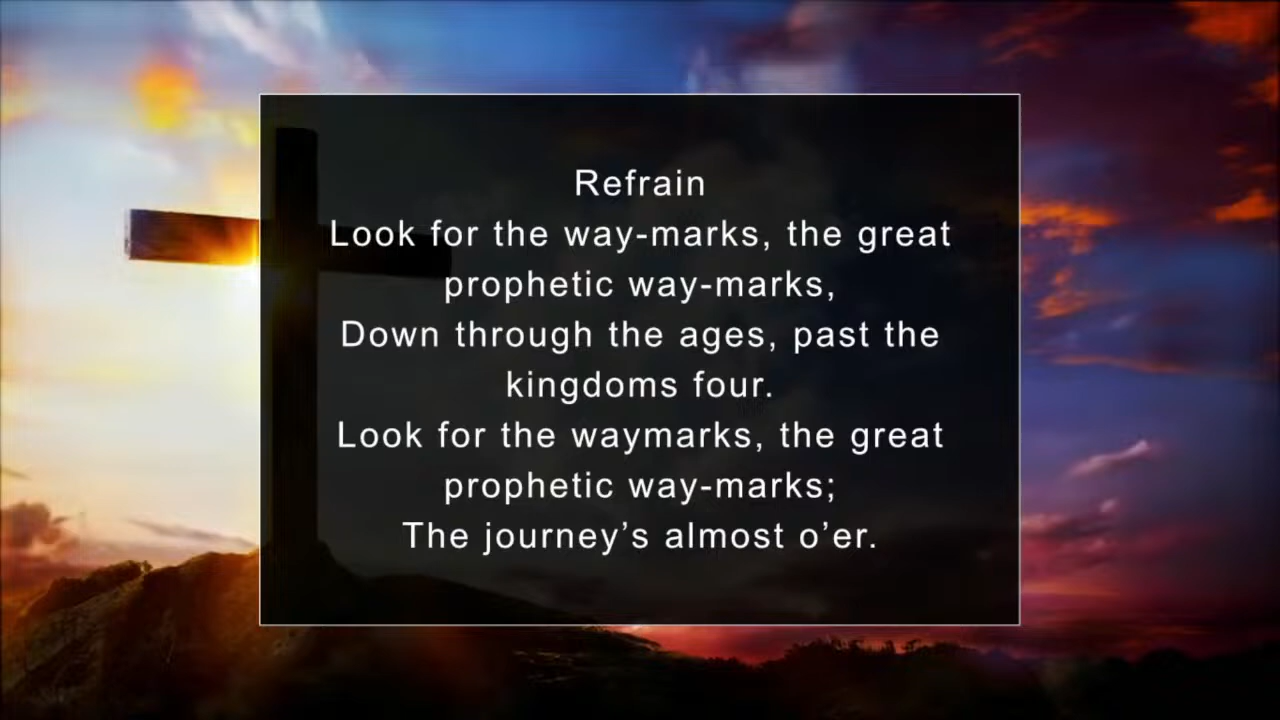 Refrain
Look for the way-marks, the great
prophetic way-marks,
Down through the ages, past the
kingdoms four.
Look for the waymarks, the great
prophetic way-marks;
The journey’s almost o’er.